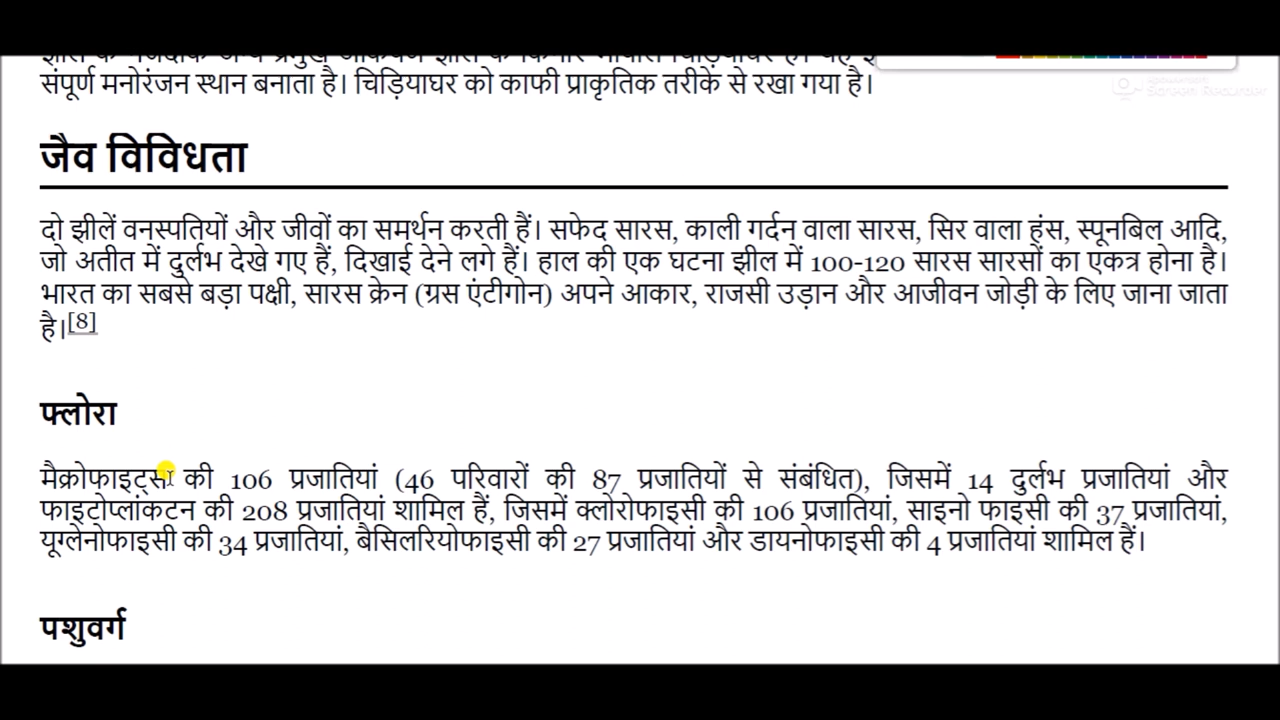 संपूर्ण मनोरंजन स्थान बनाता है। चिड़ियाघर को काफी प्राकृतिक तरीके से रखा गया है।
Screen Recorder
जैव विविधता
दो झीलें वनस्पतियों और जीवों का समर्थन करती हैं। सफेद सारस, काली गर्दन वाला सारस, सिर वाला हंस, स्पूनबिल आदि,
जो अतीत में दुर्लभ देखे गए हैं, दिखाई देने लगे हैं। हाल की एक घटना झील में 100-120 सारस सारसों का एकत्र होना है।
भारत का सबसे बड़ा पक्षी, सारस क्रेन (ग्रस एंटीगोन) अपने आकार, राजसी उड़ान और आजीवन जोड़ी के लिए जाना जाता
है।[8]
फ्लोरा
मैक्रोफाइट्स की 106 प्रजातियां (46 परिवारों की 87 प्रजातियों से संबंधित), जिसमें 14 दुर्लभ प्रजातियां और
फाइटोप्लांकटन की 208 प्रजातियां शामिल हैं, जिसमें क्लोरोफाइसी की 106 प्रजातियां, साइनो फाइसी की 37 प्रजातियां,
यूग्लेनोफाइसी की 34 प्रजातियां, बैसिलरियोफाइसी की 27 प्रजातियां और डायनोफाइसी की 4 प्रजातियां शामिल हैं।
पशुवर्ग